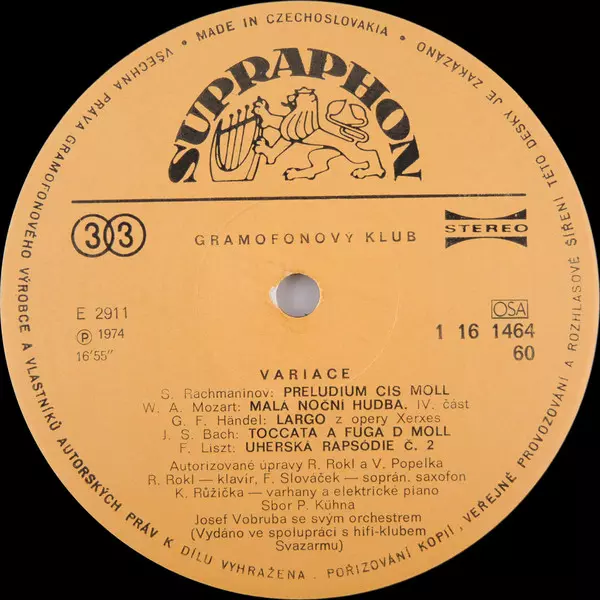 MADE IN CZECHOSLOVAKIA •
VŠECHNA PRÁVA GRAMOFONOVÉHO VÝROBCE A VLASTNÍKŮ AUTORSKÝCH PRÁV K DÍLU VYHRAŽENA. POŘIZOVÁNÍ KOPIÍ, VEŘEJNÉ PROVOZOVÁNÍ A ROZHLASOVÉ ŠÍŘENÍ TÉTO DESKY JE ZAKÁZÁNO
SUPRAPHON
33
GRAMOFONOVÝ KLUB
STEREO
E 2911
Ⓟ 1974
16'55"
OSA
1 16 1464
60
VARIACE
S. Rachmaninov: PRELUDIUM CIS MOLL
W. A. Mozart: MALÁ NOČNÍ HUDBA. IV. část
G. F. Händel: LARGO z opery Xerxes
J. S. Bach: TOCCATA A FUGA D MOLL
F. Liszt: UHERSKÁ RAPSÓDIE Č. 2
Autorizované úpravy R. Rokl a V. Popelka
R. Rokl — klavír, F. Slováček — soprán. saxofon
K. Růžička — varhany a elektrické piano
Sbor P. Kühna
Josef Vobruba se svým orchestrem
(Vydáno ve spolupráci s hifi-klubem
Svazarmu)